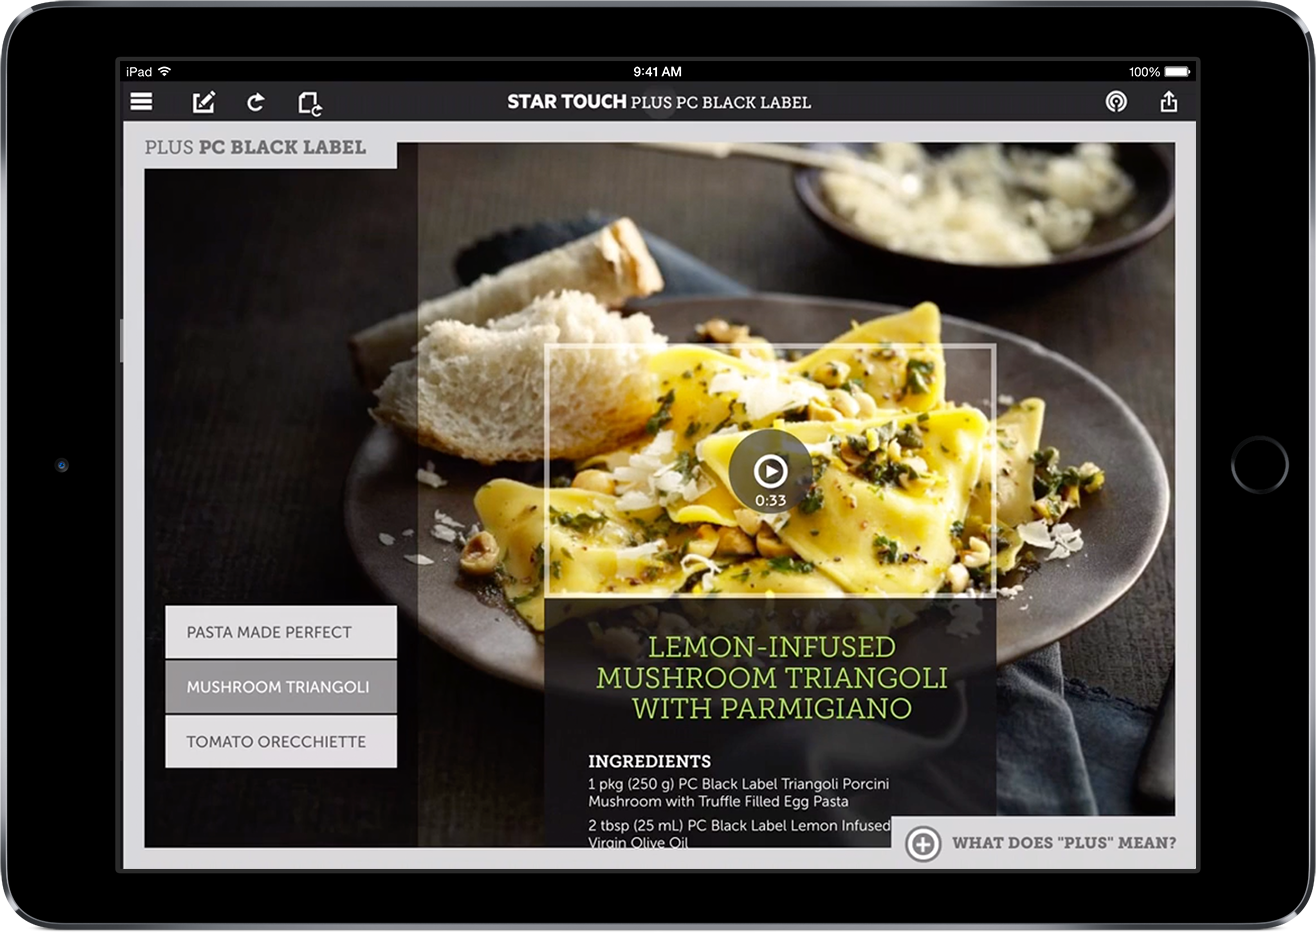 iPad
9:41 AM
100%
STAR TOUCH PLUS PC BLACK LABEL
PLUS PC BLACK LABEL
0:33
PASTA MADE PERFECT
MUSHROOM TRIANGOLI
TOMATO ORECCHIETTE
LEMON-INFUSED
MUSHROOM TRIANGOLI
WITH PARMIGIANO
INGREDIENTS
1 pkg (250 g) PC Black Label Triangoli Porcini
Mushroom with Truffle Filled Egg Pasta
2 tbsp (25 mL) PC Black Label Lemon Infused
Virgin Olive Oil
WHAT DOES "PLUS" MEAN?